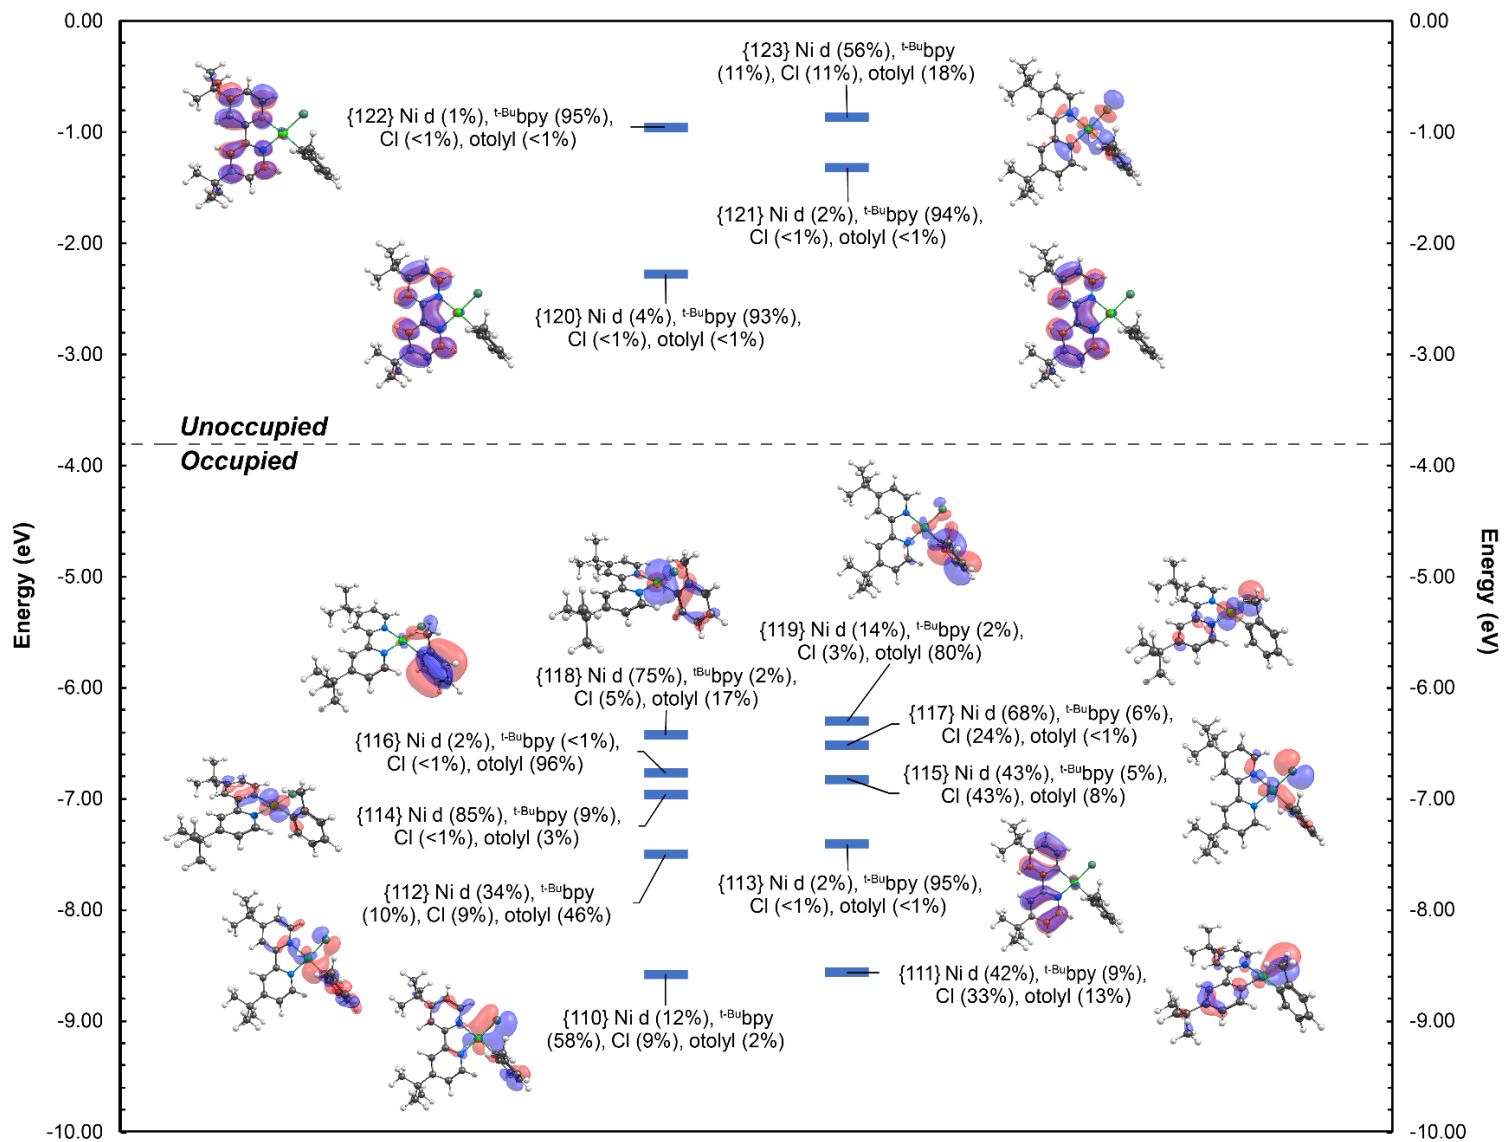 0.00
-1.00
-2.00
-3.00
-4.00
-5.00
-6.00
-7.00
-8.00
-9.00
-10.00
Energy (eV)
{122} Ni d (1%), t-Bubpy (95%),
Cl (<1%), otolyl (<1%)
{123} Ni d (56%), t-Bubpy
(11%), Cl (11%), otolyl (18%)
{121} Ni d (2%), t-Bubpy (94%),
Cl (<1%), otolyl (<1%)
{120} Ni d (4%), t-Bubpy (93%),
Cl (<1%), otolyl (<1%)
Unoccupied
Occupied
{119} Ni d (14%), t-Bubpy (2%),
Cl (3%), otolyl (80%)
{118} Ni d (75%), tBubpy (2%),
Cl (5%), otolyl (17%)
{117} Ni d (68%), t-Bubpy (6%),
Cl (24%), otolyl (<1%)
{116} Ni d (2%), t-Bubpy (<1%),
Cl (<1%), otolyl (96%)
{115} Ni d (43%), t-Bubpy (5%),
Cl (43%), otolyl (8%)
{114} Ni d (85%), t-Bubpy (9%),
Cl (<1%), otolyl (3%)
{112} Ni d (34%), t-Bubpy
(10%), Cl (9%), otolyl (46%)
{113} Ni d (2%), t-Bubpy (95%),
Cl (<1%), otolyl (<1%)
{110} Ni d (12%), t-Bubpy
(58%), Cl (9%), otolyl (2%)
{111} Ni d (42%), t-Bubpy (9%),
Cl (33%), otolyl (13%)
0.00
-1.00
-2.00
-3.00
-4.00
-5.00
-6.00
-7.00
-8.00
-9.00
-10.00
Energy (eV)